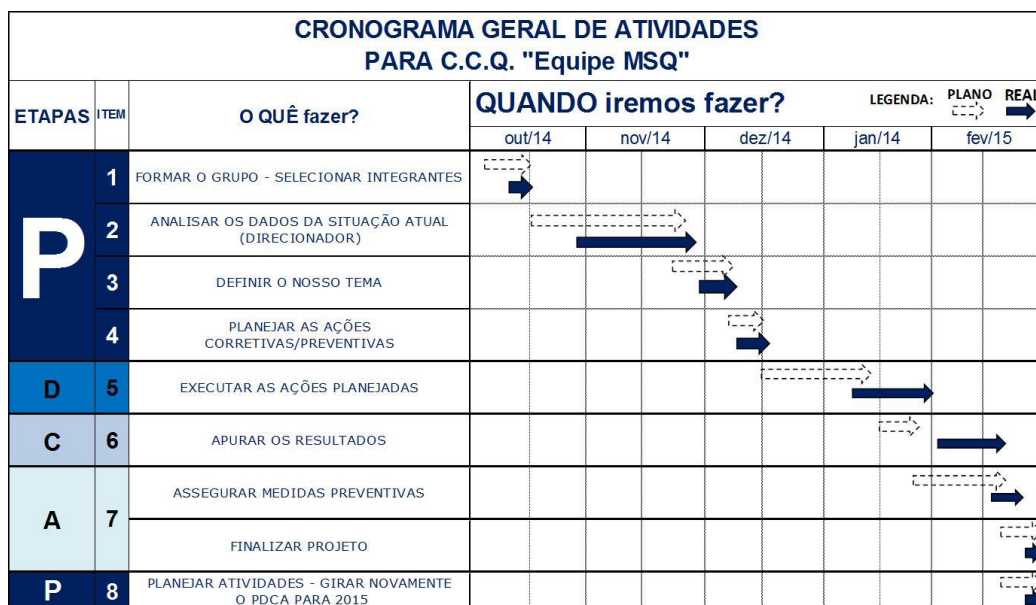 CRONOGRAMA GERAL DE ATIVIDADES
PARA C.C.Q. "Equipe MSQ"
ETAPAS
ITEM
O QUÊ fazer?
QUANDO iremos fazer?
LEGENDA:
PLANO
REAL
out/14
nov/14
dez/14
jan/14
fev/15
P
1
FORMAR O GRUPO - SELECIONAR INTEGRANTES
2
ANALISAR OS DADOS DA SITUAÇÃO ATUAL
(DIRECIONADOR)
3
DEFINIR O NOSSO TEMA
4
PLANEJAR AS AÇÕES
CORRETIVAS/PREVENTIVAS
D
5
EXECUTAR AS AÇÕES PLANEJADAS
C
6
APURAR OS RESULTADOS
A
7
ASSEGURAR MEDIDAS PREVENTIVAS
FINALIZAR PROJETO
P
8
PLANEJAR ATIVIDADES - GIRAR NOVAMENTE
O PDCA PARA 2015